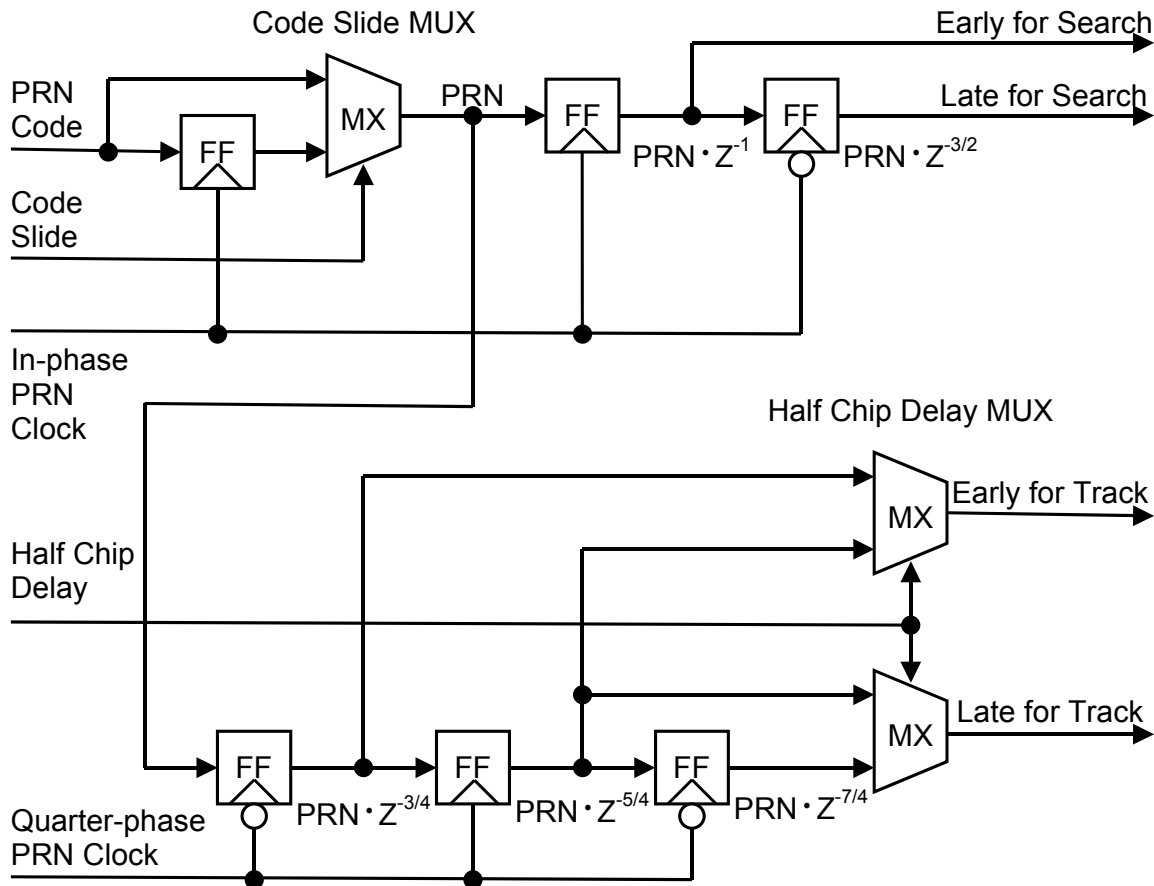 Code Slide MUX
Early for Search
PRN
Code
FF
MX
PRN
FF
FF
Late for Search
PRN·Z-1
PRN·Z-3/2
Code
Slide
In-phase
PRN
Clock
Half Chip Delay MUX
MX
Early for Track
Half Chip
Delay
MX
Late for Track
FF
FF
FF
PRN·Z-3/4
PRN·Z-5/4
PRN·Z-7/4
Quarter-phase
PRN Clock